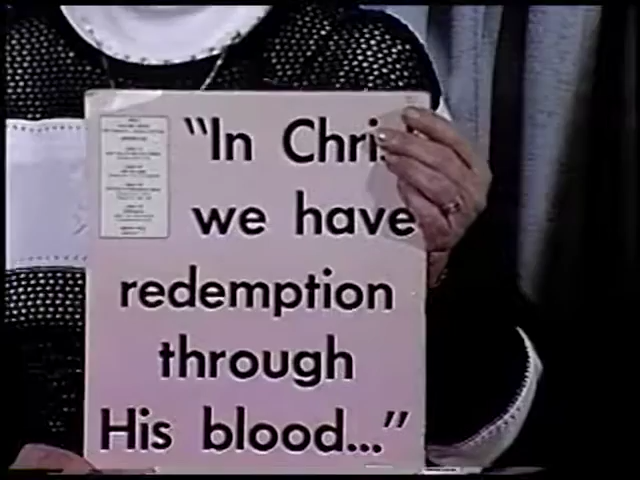 “In Chri
we have
redemption
through
His blood...”